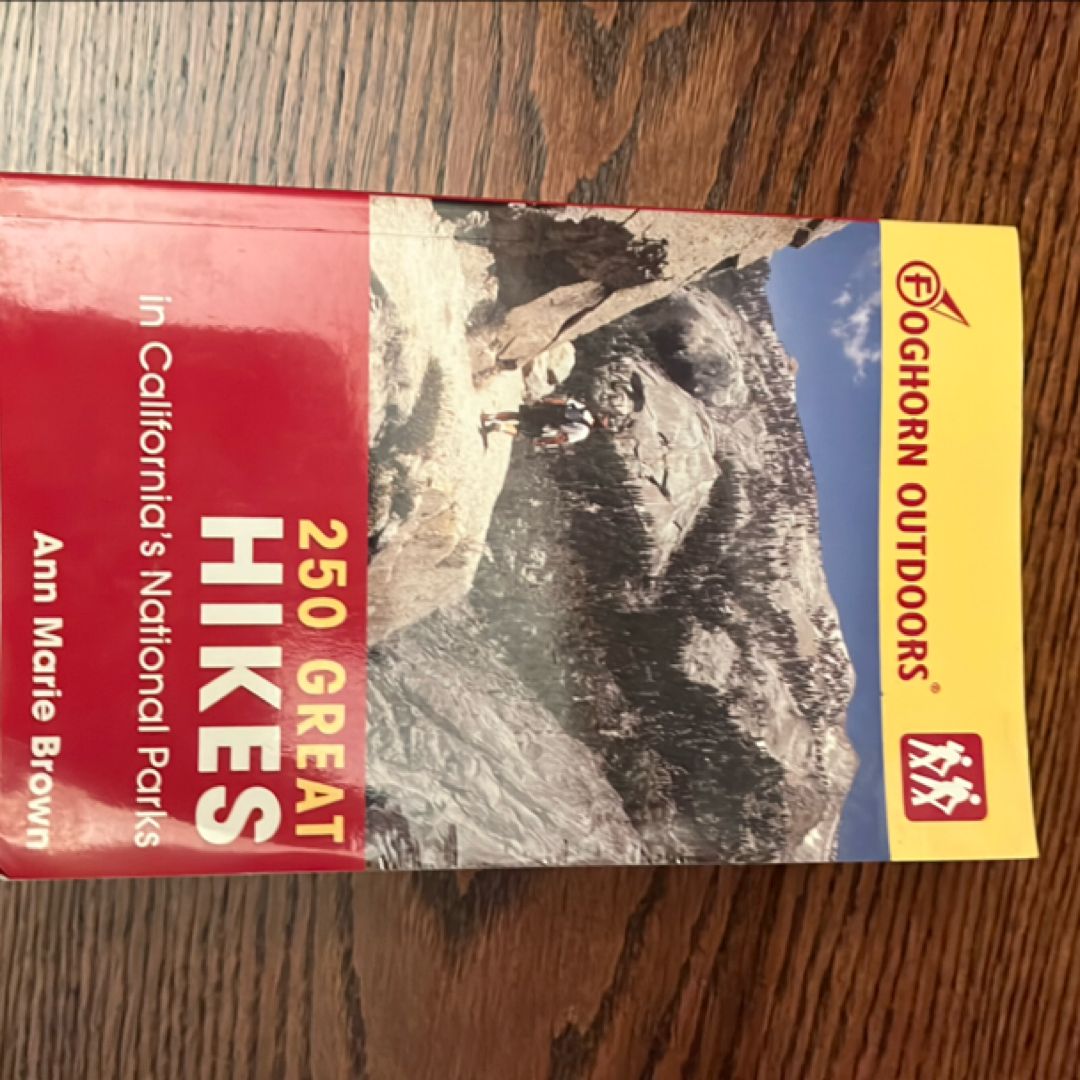 FOGHORN OUTDOORS®
250 GREAT
HIKES
in California's National Parks
Ann Marie Brown